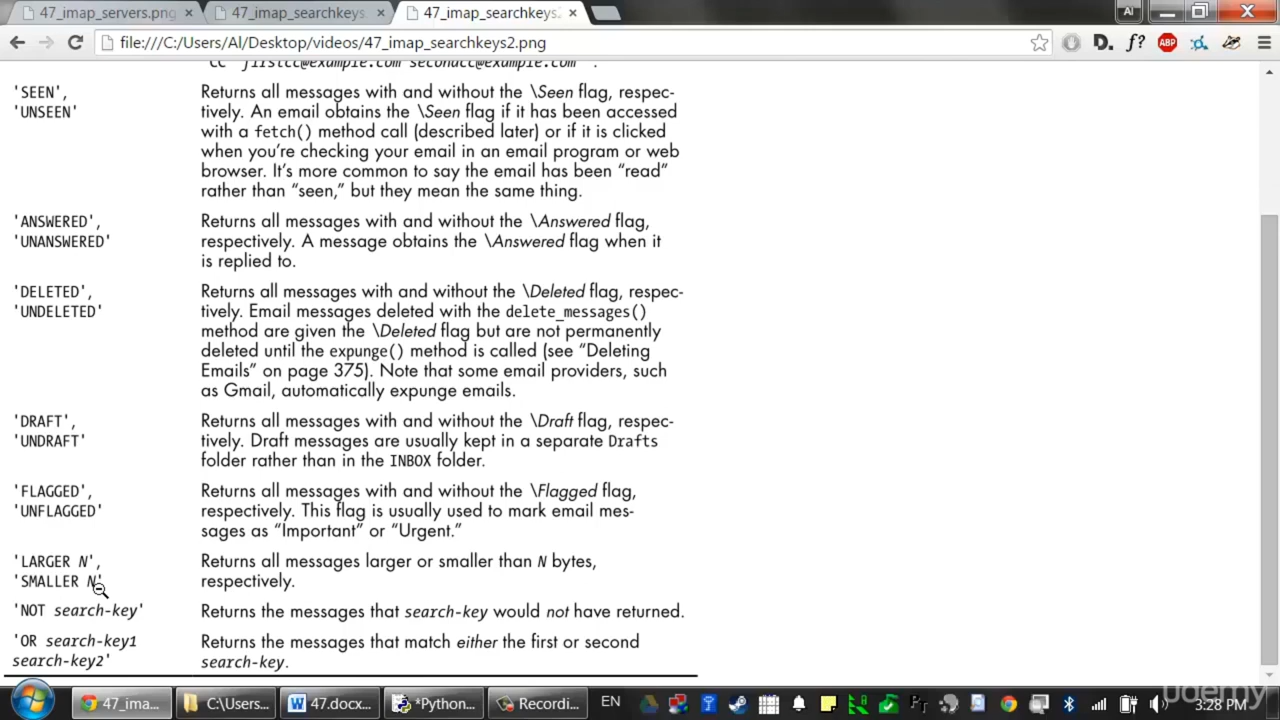 47_imap_servers.png
47_imap_searchkeys
47_imap_searchkeys2
Al
file:///C:/Users/Al/Desktop/videos/47_imap_searchkeys2.png
D.
f?
ABP
'CC firstcc@example.com secondcc@example.com'.
'SEEN',
'UNSEEN'
Returns all messages with and without the \Seen flag, respec-
tively. An email obtains the \Seen flag if it has been accessed
with a fetch() method call (described later) or if it is clicked
when you’re checking your email in an email program or web
browser. It’s more common to say the email has been “read”
rather than “seen,” but they mean the same thing.
'ANSWERED',
'UNANSWERED'
Returns all messages with and without the \Answered flag,
respectively. A message obtains the \Answered flag when it
is replied to.
'DELETED',
'UNDELETED'
Returns all messages with and without the \Deleted flag, respec-
tively. Email messages deleted with the delete_messages()
method are given the \Deleted flag but are not permanently
deleted until the expunge() method is called (see “Deleting
Emails” on page 375). Note that some email providers, such
as Gmail, automatically expunge emails.
'DRAFT',
'UNDRAFT'
Returns all messages with and without the \Draft flag, respec-
tively. Draft messages are usually kept in a separate Drafts
folder rather than in the INBOX folder.
'FLAGGED',
'UNFLAGGED'
Returns all messages with and without the \Flagged flag,
respectively. This flag is usually used to mark email mes-
sages as “Important” or “Urgent.”
'LARGER N',
'SMALLER N'
Returns all messages larger or smaller than N bytes,
respectively.
'NOT search-key'
Returns the messages that search-key would not have returned.
'OR search-key1
search-key2'
Returns the messages that match either the first or second
search-key.
47_ima...
C:\Users...
47.docx...
*Python...
Recordi...
EN
3:28 PM
udemy